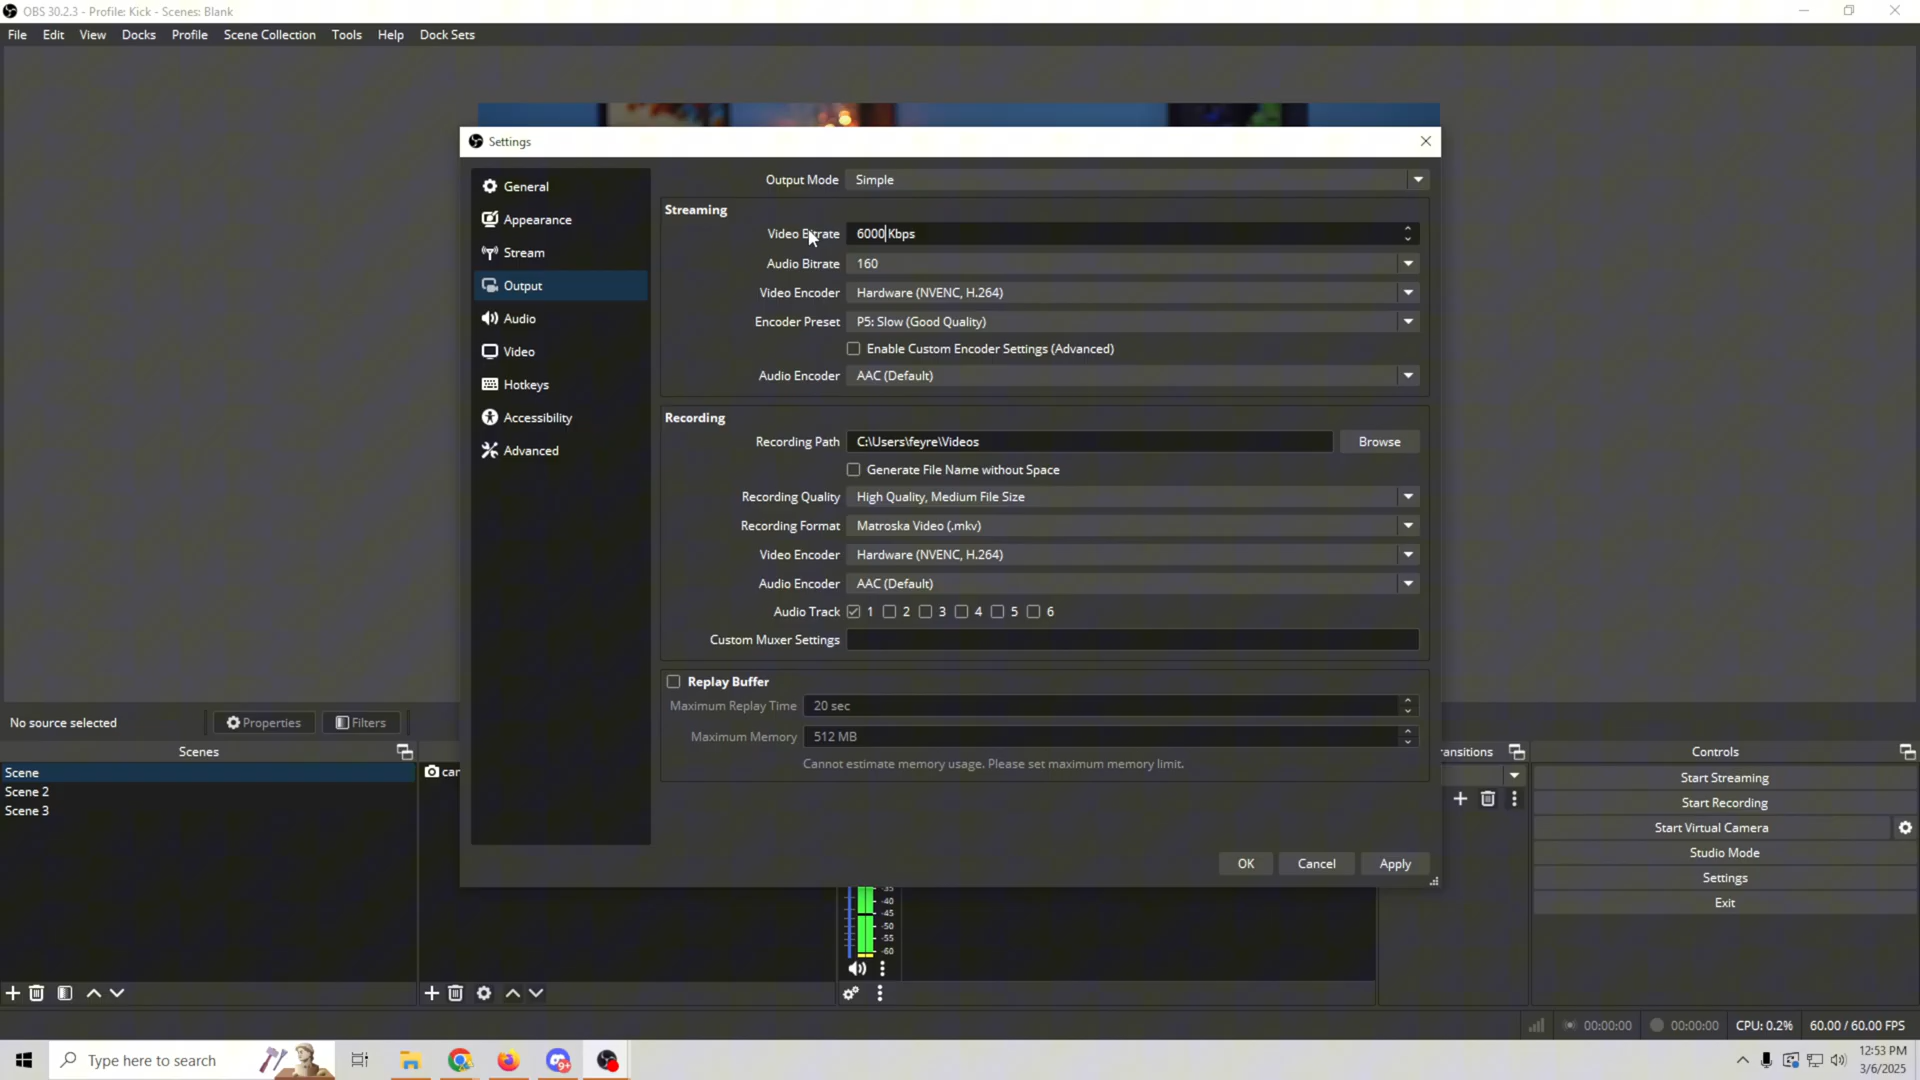 OBS 30.2.3 - Profile: Kick - Scenes: Blank
File Edit View Docks Profile Scene Collection Tools Help Dock Sets
Settings
General
Appearance
Stream
Output
Audio
Video
Hotkeys
Accessibility
Advanced
Output Mode Simple
Streaming
Video Bitrate 6000 Kbps
Audio Bitrate 160
Video Encoder Hardware (NVENC, H.264)
Encoder Preset P5: Slow (Good Quality)
Enable Custom Encoder Settings (Advanced)
Audio Encoder AAC (Default)
Recording
Recording Path C:\Users\feyre\Videos Browse
Generate File Name without Space
Recording Quality High Quality, Medium File Size
Recording Format Matroska Video (.mkv)
Video Encoder Hardware (NVENC, H.264)
Audio Encoder AAC (Default)
Audio Track 1 2 3 4 5 6
Custom Muxer Settings
Replay Buffer
Maximum Replay Time 20 sec
Maximum Memory 512 MB
Cannot estimate memory usage. Please set maximum memory limit.
OK Cancel Apply
No source selected Properties Filters
Scenes
Scene
Scene 2
Scene 3
car
-35
-40
-45
-50
-55
-60
ansitions
Controls
Start Streaming
Start Recording
Start Virtual Camera
Studio Mode
Settings
Exit
00:00:00 00:00:00 CPU: 0.2% 60.00 / 60.00 FPS
Type here to search
9+
12:53 PM
3/6/2025